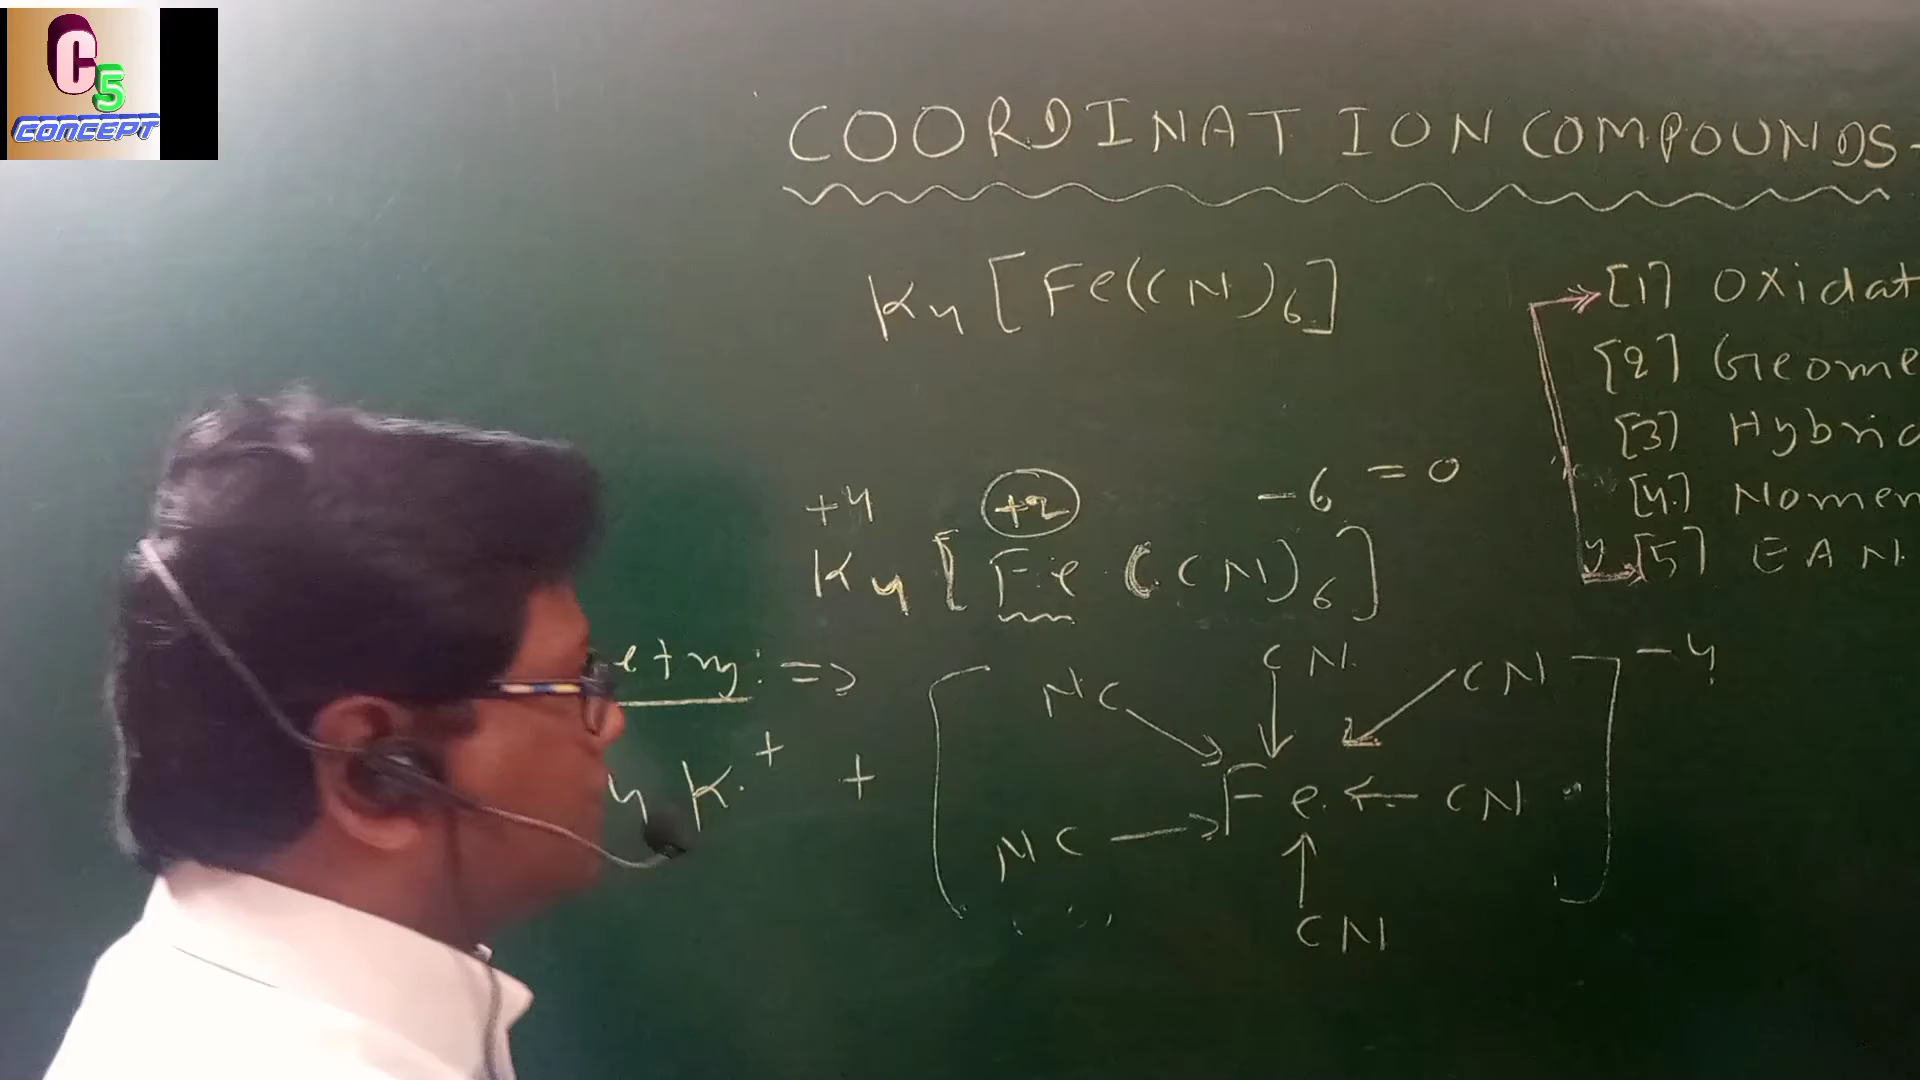 C5
CONCEPT
COORDINATION COMPOUNDS-
K4[Fe(CN)6]
[1] Oxidat
[2] Geome
[3] Hybrid
[4.] Nomen
[5] EAN.
+4 +2 -6 = 0
K4[Fe(CN)6]
etry: =>
4K.+ +
NC CN. CN -4
NC Fe. CN
CN